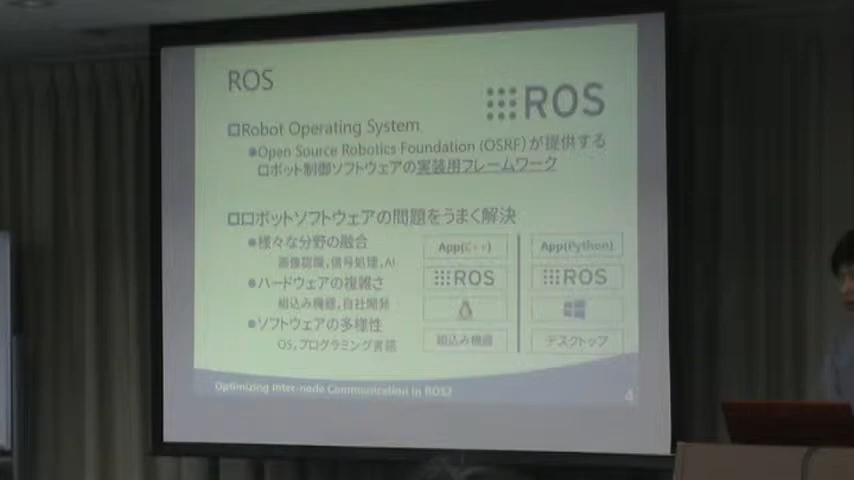 ROS
ROS
Robot Operating System
Open Source Robotics Foundation (OSRF)が提供する
ロボット制御ソフトウェアの実装用フレームワーク
ロボットソフトウェアの問題をうまく解決
様々な分野の融合
画像認識,信号処理,AI
ハードウェアの複雑さ
組込み機器,自社開発
ソフトウェアの多様性
OS,プログラミング言語
App(C++)
ROS
組込み機器
App(Python)
ROS
デスクトップ
Optimizing Inter-node Communication in ROS2
4